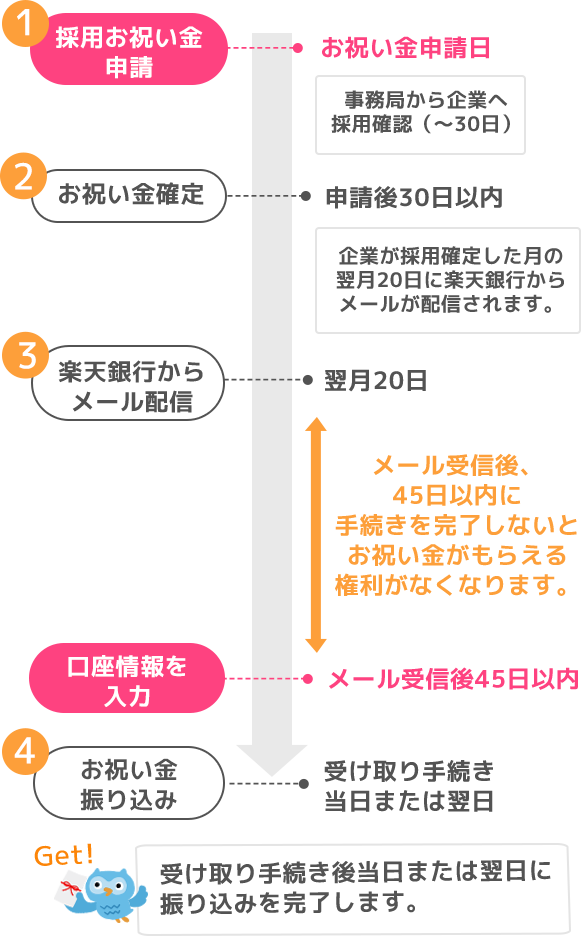 1
採用お祝い金
申請
お祝い金申請日
事務局から企業へ
採用確認（〜30日）
2
お祝い金確定
申請後30日以内
企業が採用確定した月の
翌月20日に楽天銀行から
メールが配信されます。
3
楽天銀行から
メール配信
翌月20日
メール受信後、
45日以内に
手続きを完了しないと
お祝い金がもらえる
権利がなくなります。
口座情報を
入力
メール受信後45日以内
4
お祝い金
振り込み
受け取り手続き
当日または翌日
Get!
受け取り手続き後当日または翌日に
振り込みを完了します。